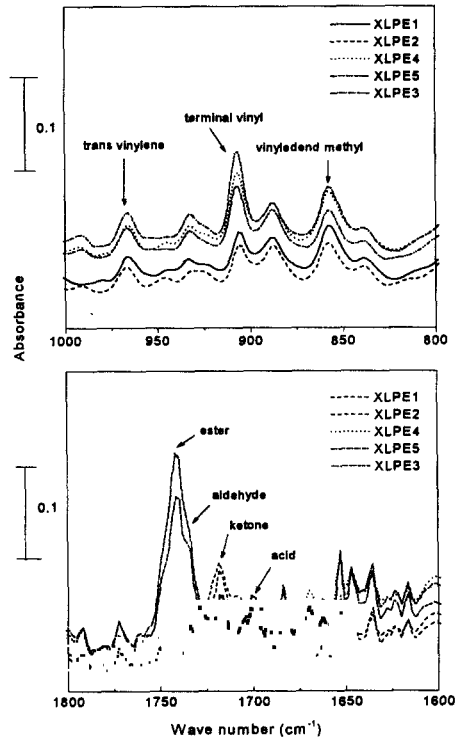 XLPE1
XLPE2
XLPE4
XLPE5
XLPE3
0.1
trans vinylene
terminal vinyl
vinyledend methyl
1000
950
900
850
800
Absorbance
XLPE1
XLPE2
XLPE4
XLPE5
XLPE3
0.1
ester
aldehyde
ketone
acid
1800
1750
1700
1650
1600
Wave number (cm⁻¹)